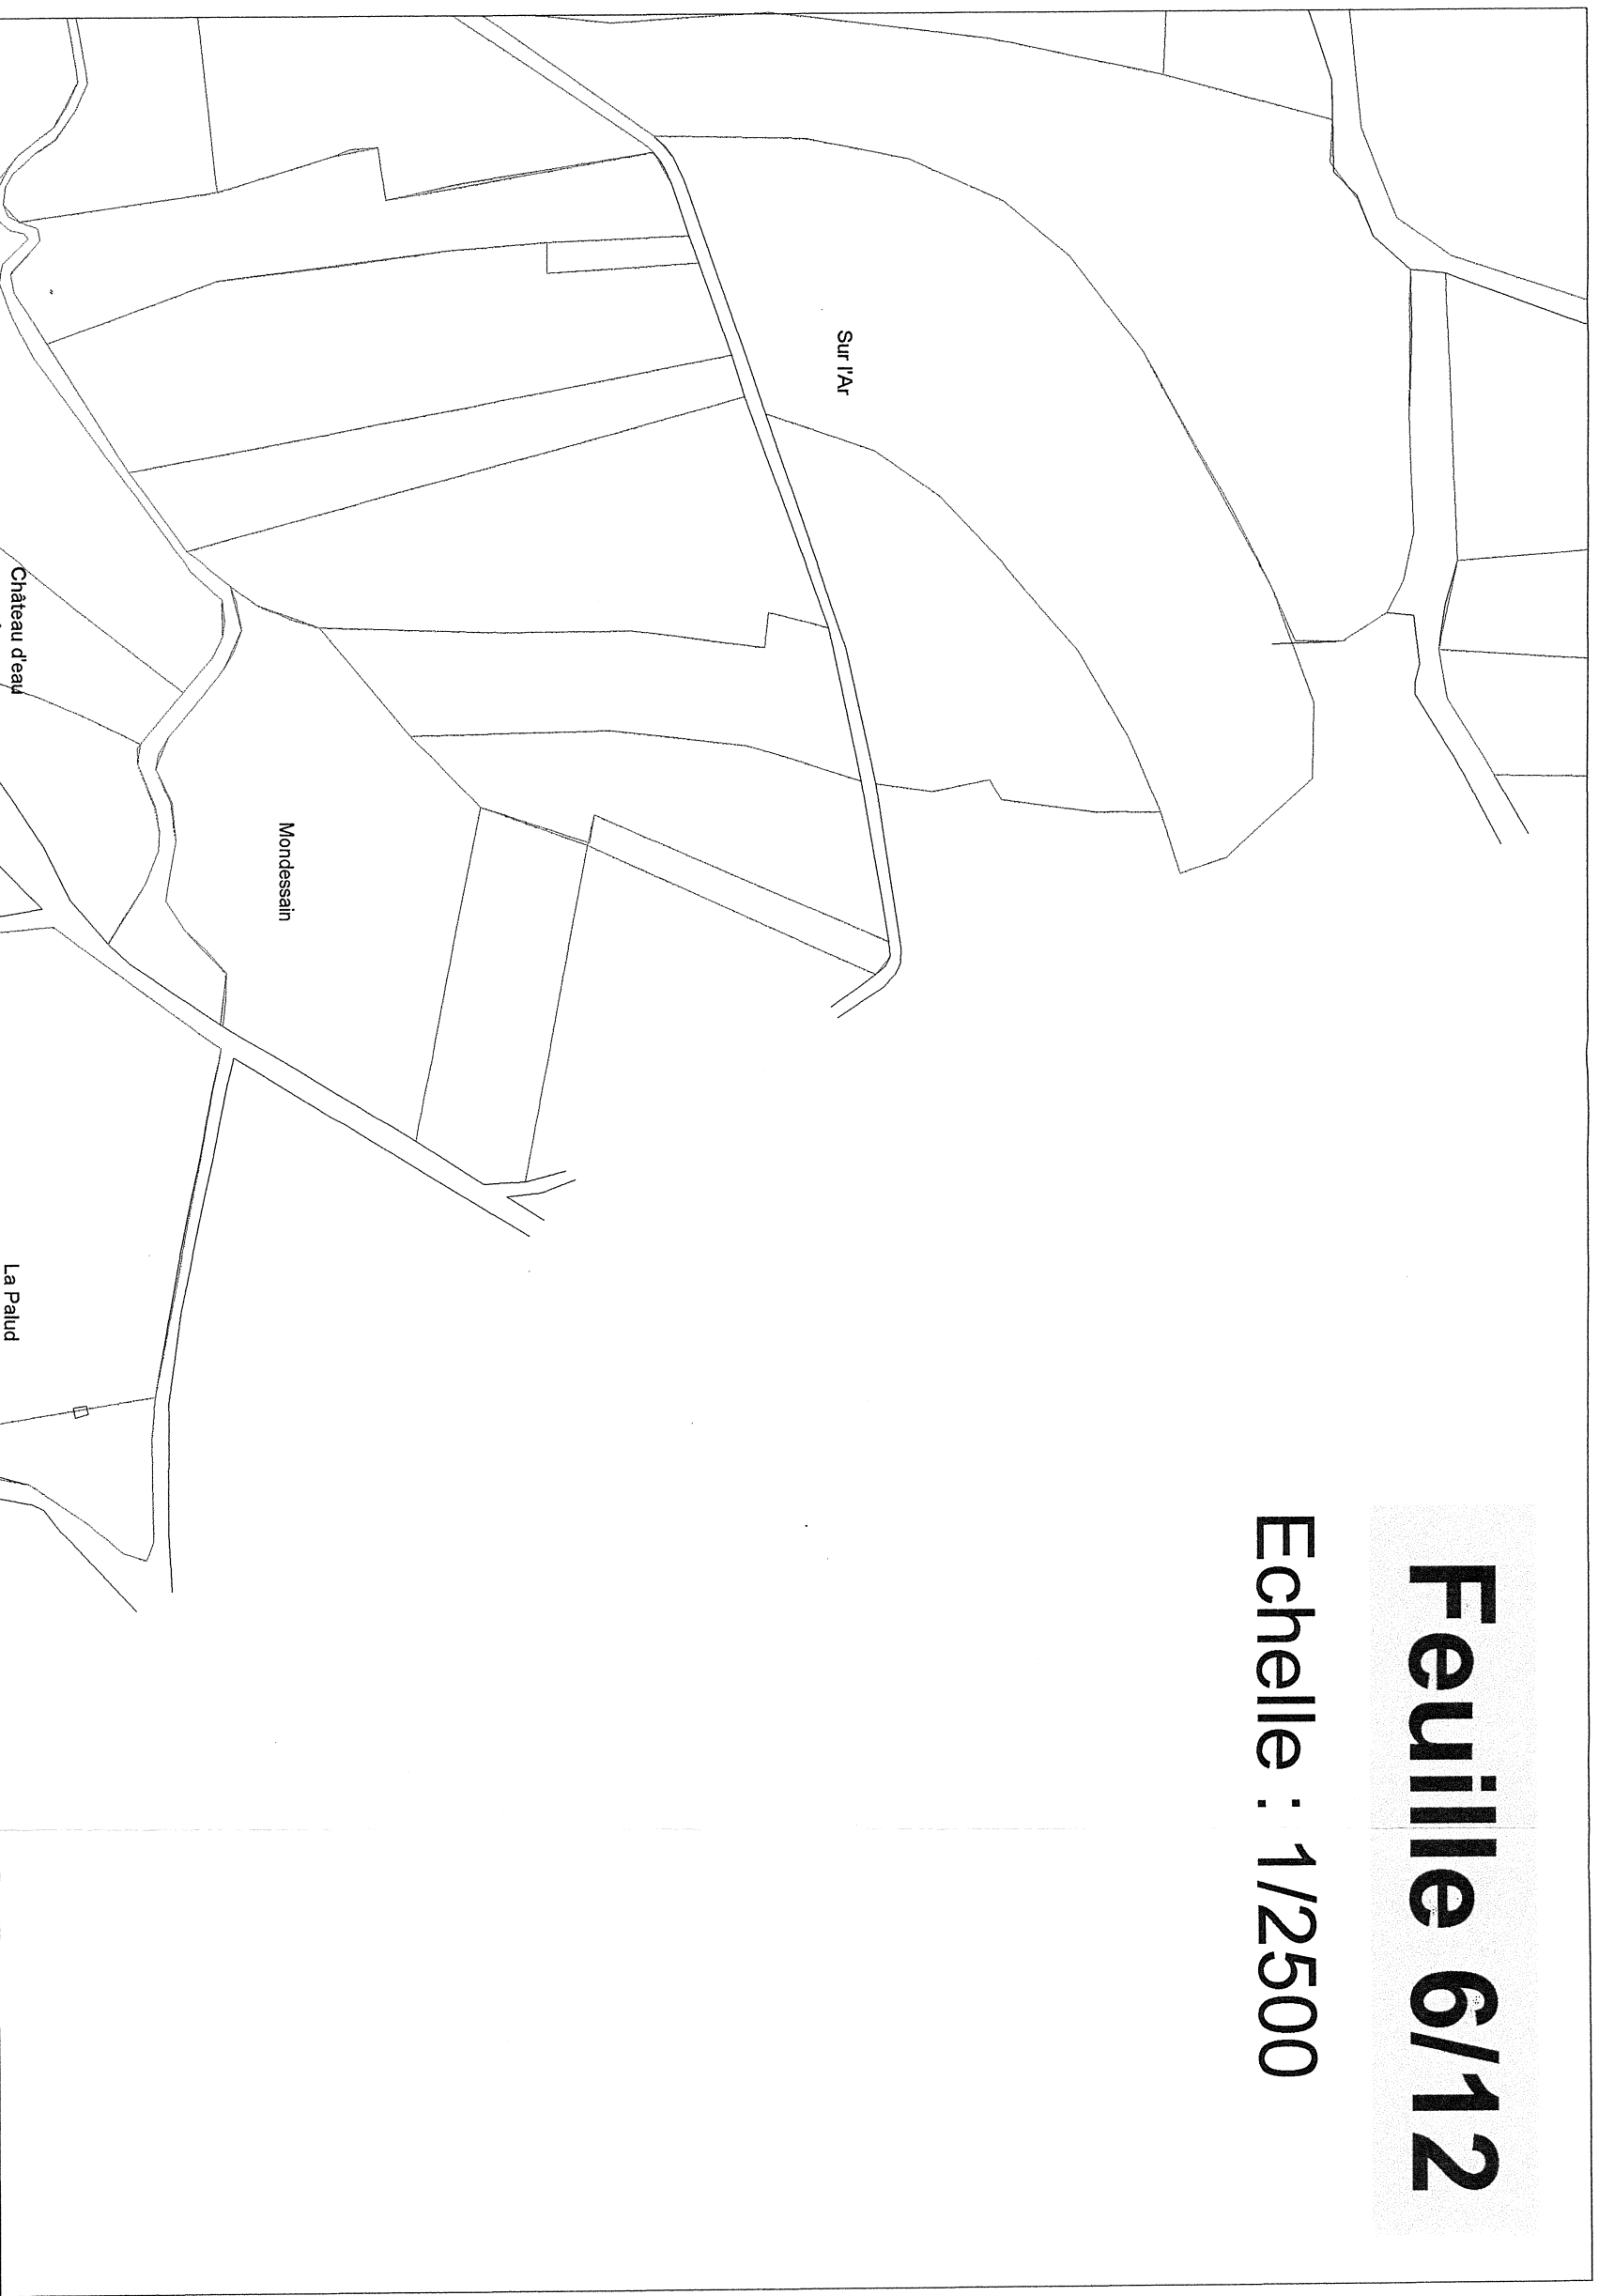 Feuille 6/12
Echelle : 1/2500
Sur l'Ar
Mondessain
Château d'eau
La Palud